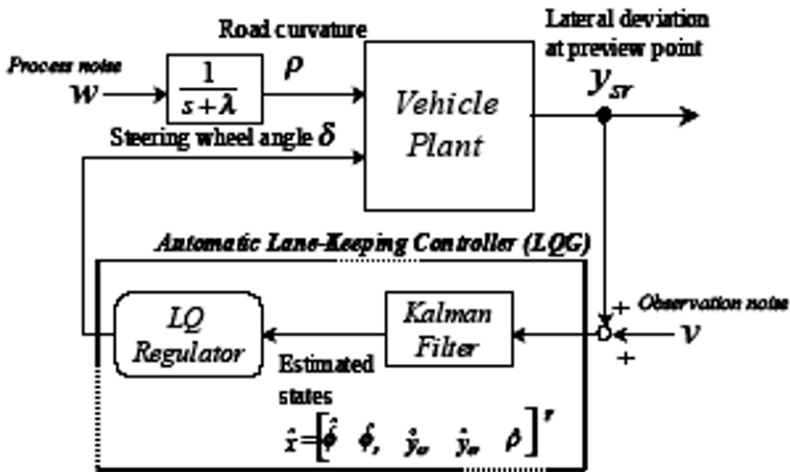 Lateral deviation
at preview point
Road curvature
Process noise
w
1
s+λ
ρ
y_sr
Vehicle
Plant
Steering wheel angle δ
Automatic Lane-Keeping Controller (LQG)
LQ
Regulator
Kalman
Filter
+
Observation noise
v
+
Estimated
states
x̂=[ ρ̂ ]